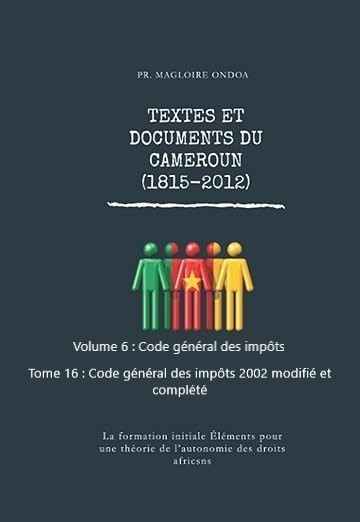 PR. MAGLOIRE ONDOA
TEXTES ET
DOCUMENTS DU
CAMEROUN
(1815-2012)
Volume 6 : Code général des impôts
Tome 16 : Code général des impôts 2002 modifié et
complété
La formation initiale Éléments pour
une théorie de l'autonomie des droits
africsns